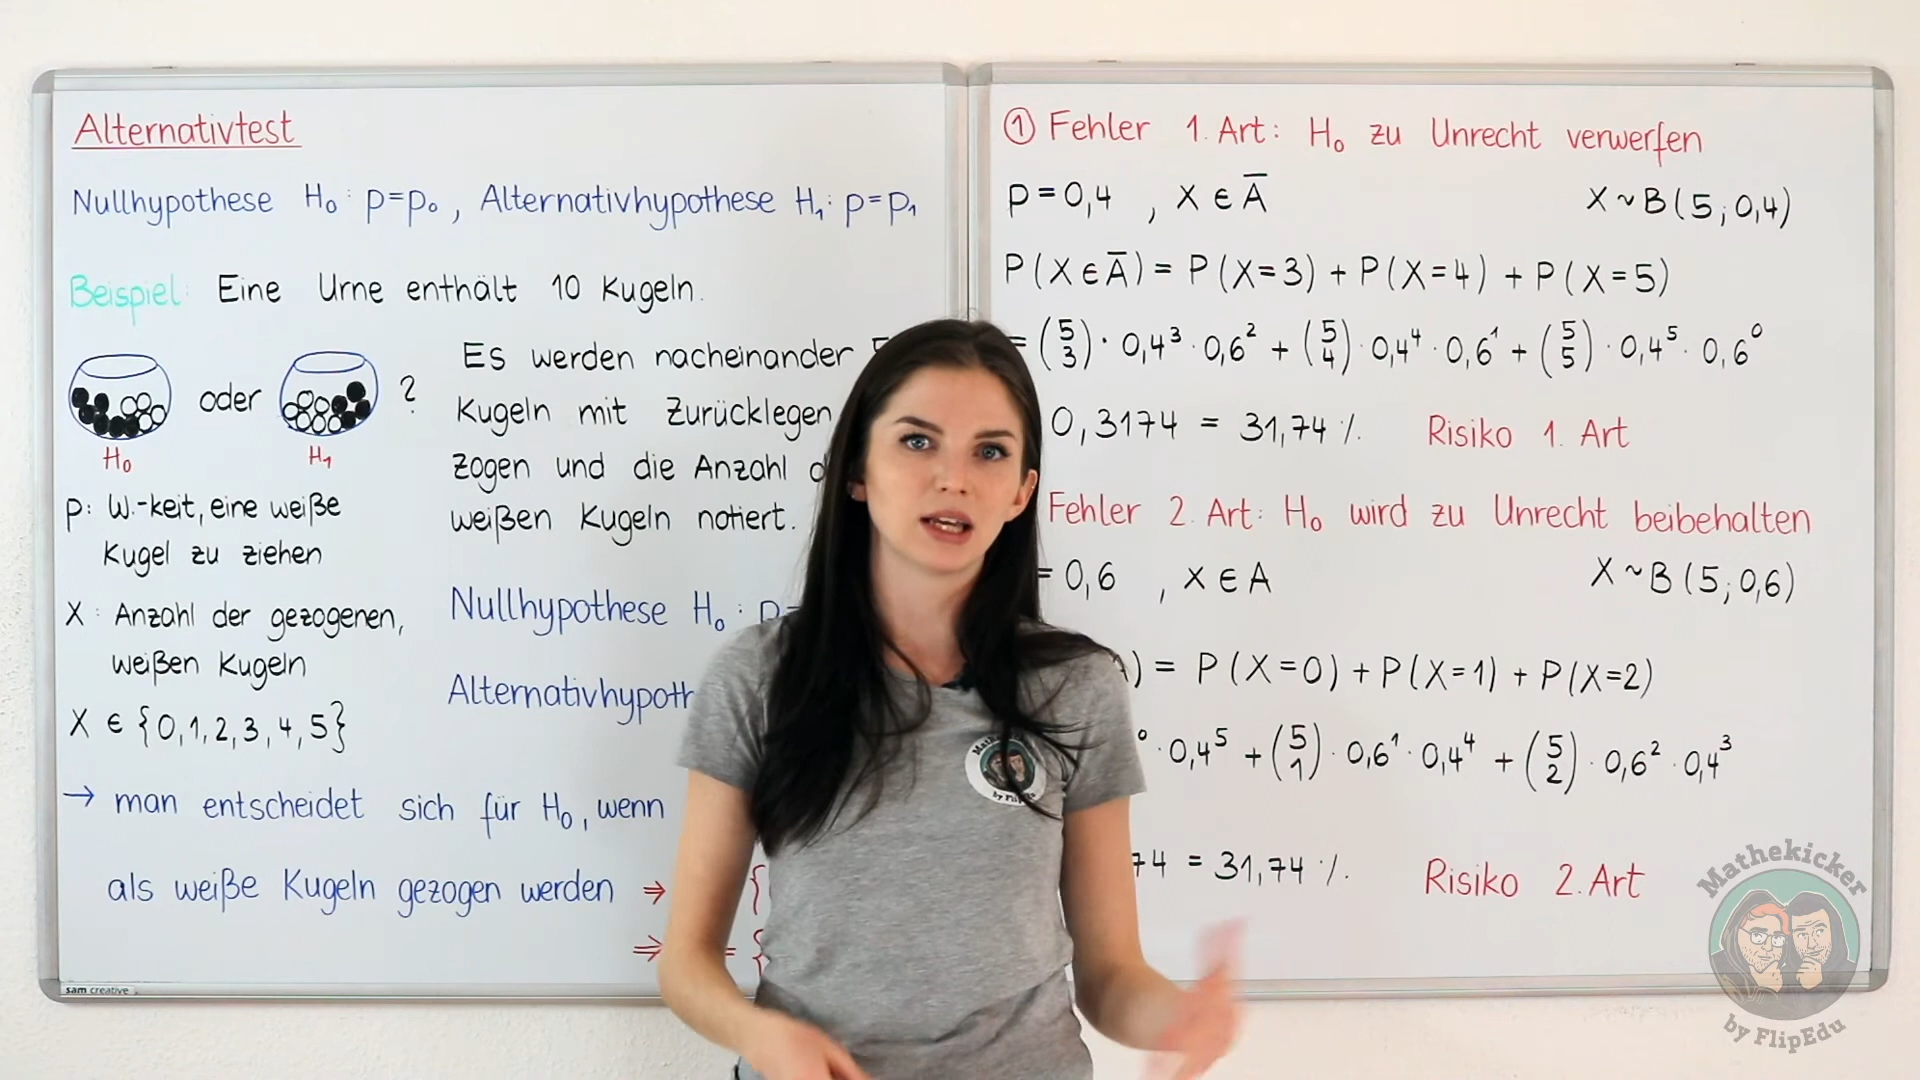 Alternativtest
Nullhypothese H₀: p=p₀, Alternativhypothese H₁: p=p₁
Beispiel: Eine Urne enthält 10 Kugeln.
oder ?
H₀ H₁
Es werden nacheinander
Kugeln mit Zurücklegen
zogen und die Anzahl
weißen Kugeln notiert.
p: W.-keit, eine weiße
Kugel zu ziehen
X: Anzahl der gezogenen,
weißen Kugeln
X ∈ {0,1,2,3,4,5}
Nullhypothese H₀: p=
Alternativhypoth
→ man entscheidet sich für H₀, wenn
als weiße Kugeln gezogen werden ⇒ {
⇒ = {
sam creative
① Fehler 1. Art: H₀ zu Unrecht verwerfen
p=0,4 , X ∈ A̅ X~B(5; 0,4)
P(X∈A̅) = P(X=3) + P(X=4) + P(X=5)
= (5 3) · 0,4³ · 0,6² + (5 4) · 0,4⁴ · 0,6¹ + (5 5) · 0,4⁵ · 0,6⁰
0,3174 = 31,74 %. Risiko 1. Art
Fehler 2. Art: H₀ wird zu Unrecht beibehalten
= 0,6 , X ∈ A X~B(5; 0,6)
) = P(X=0) + P(X=1) + P(X=2)
⁰ · 0,4⁵ + (5 1) · 0,6¹ · 0,4⁴ + (5 2) · 0,6² · 0,4³
74 = 31,74 %. Risiko 2. Art
Mathekicker
by FlipEdu